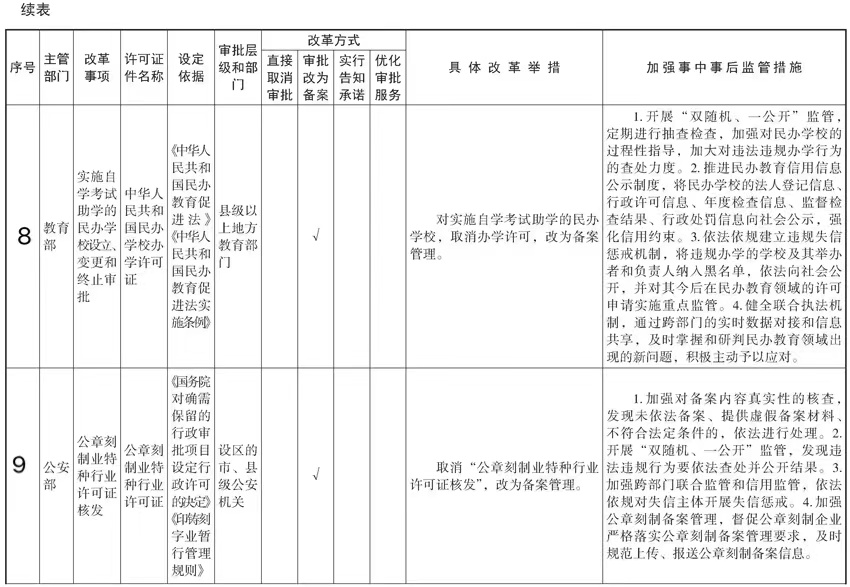 续表
序号
主管
部门
改革
事项
许可证
件名称
设定
依据
审批层
级和部
门
改革方式
直接
取消
审批
审批
改为
备案
实行
告知
承诺
优化
审批
服务
具体改革举措
加强事中事后监管措施
8
教育
部
实施自
学考试
助学的
民办学
校设立、
变更和
终止审
批
中华人
民共和
国民办
学校办
学许可
证
《中华人
民共和
国民办
教育促
进法》
《中华人
民共和
国民办
教育促
进法实
施条例》
县级以
上地方
教育部
门
√
对实施自学考试助学的民办
学校，取消办学许可，改为备案
管理。
1.开展“双随机、一公开”监管，
定期进行抽查检查，加强对民办学校的
过程性指导，加大对违法违规办学行为
的查处力度。2.推进民办教育信用信息
公示制度，将民办学校的法人登记信息、
行政许可信息、年度检查信息、监督检
查结果、行政处罚信息向社会公示，强
化信用约束。3.依法依规建立违规失信
惩戒机制，将违规办学的学校及其举办
者和负责人纳入黑名单，依法向社会公
开，并对其今后在民办教育领域的许可
申请实施重点监管。4.健全联合执法机
制，通过跨部门的实时数据对接和信息
共享，及时掌握和研判民办教育领域出
现的新问题，积极主动予以应对。
9
公安
部
公章刻
制业特
种行业
许可证
核发
公章刻
制业特
种行业
许可证
《国务院
对确需
保留的
行政审
批项目
设定行
政许可
的决定》
《印铸刻
字业暂
行管理
规则》
设区的
市、县
级公安
机关
√
取消“公章刻制业特种行业
许可证核发”，改为备案管理。
1.加强对备案内容真实性的核查，
发现未依法备案、提供虚假备案材料、
不符合法定条件的，依法进行处理。2.
开展“双随机、一公开”监管，发现违
法违规行为要依法查处并公开结果。3.
加强跨部门联合监管和信用监管，依法
依规对失信主体开展失信惩戒。4.加强
公章刻制备案管理，督促公章刻制企业
严格落实公章刻制备案管理要求，及时
规范上传、报送公章刻制备案信息。